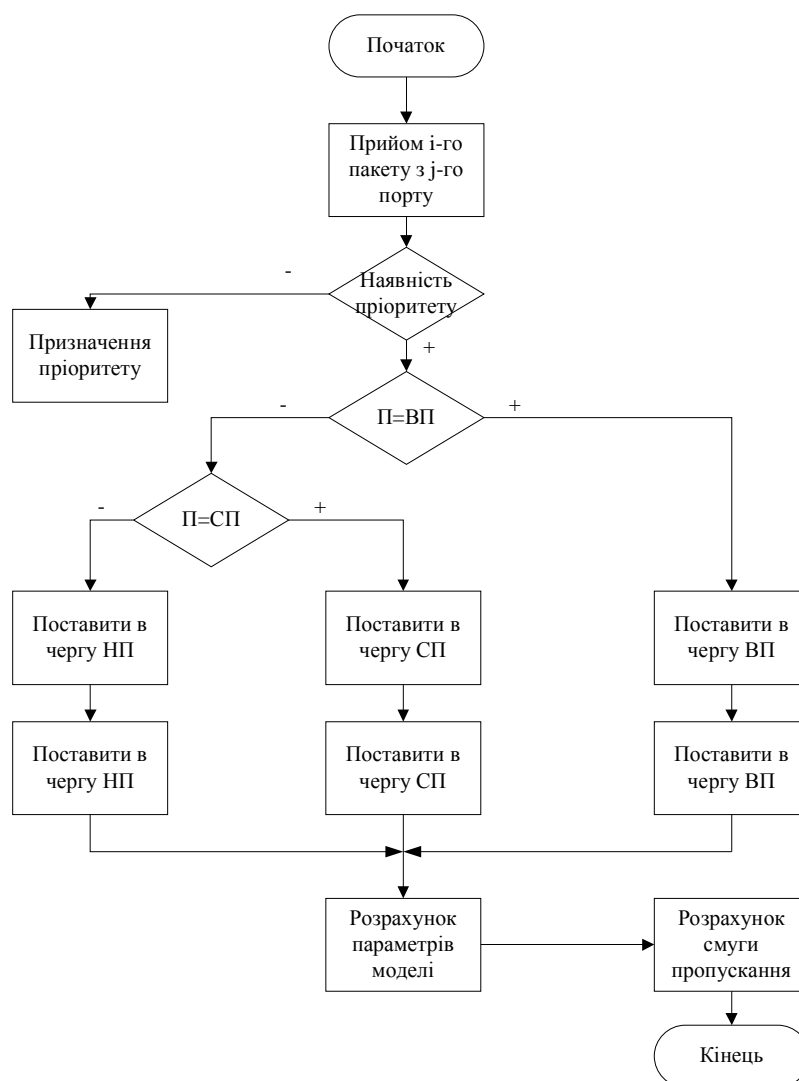 Початок
Прийом і-го
пакету з j-го
порту
-
Наявність
пріоритету
Призначення
пріоритету
+
-
П=ВП
+
-
П=СП
+
Поставити в
чергу НП
Поставити в
чергу СП
Поставити в
чергу ВП
Поставити в
чергу НП
Поставити в
чергу СП
Поставити в
чергу ВП
Розрахунок
параметрів
моделі
Розрахунок
смуги
пропускання
Кінець